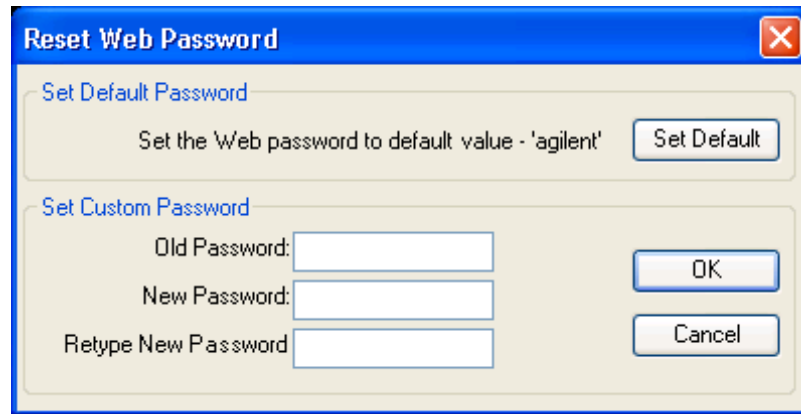 Reset Web Password
Set Default Password
Set the Web password to default value - 'agilent'
Set Default
Set Custom Password
Old Password:
New Password:
Retype New Password
OK
Cancel